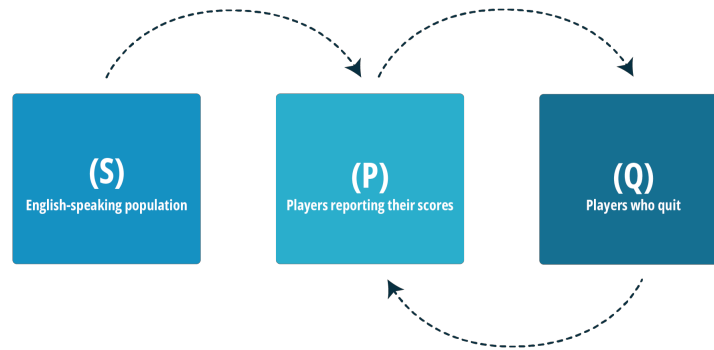 (S)
English-speaking population
(P)
Players reporting their scores
(Q)
Players who quit